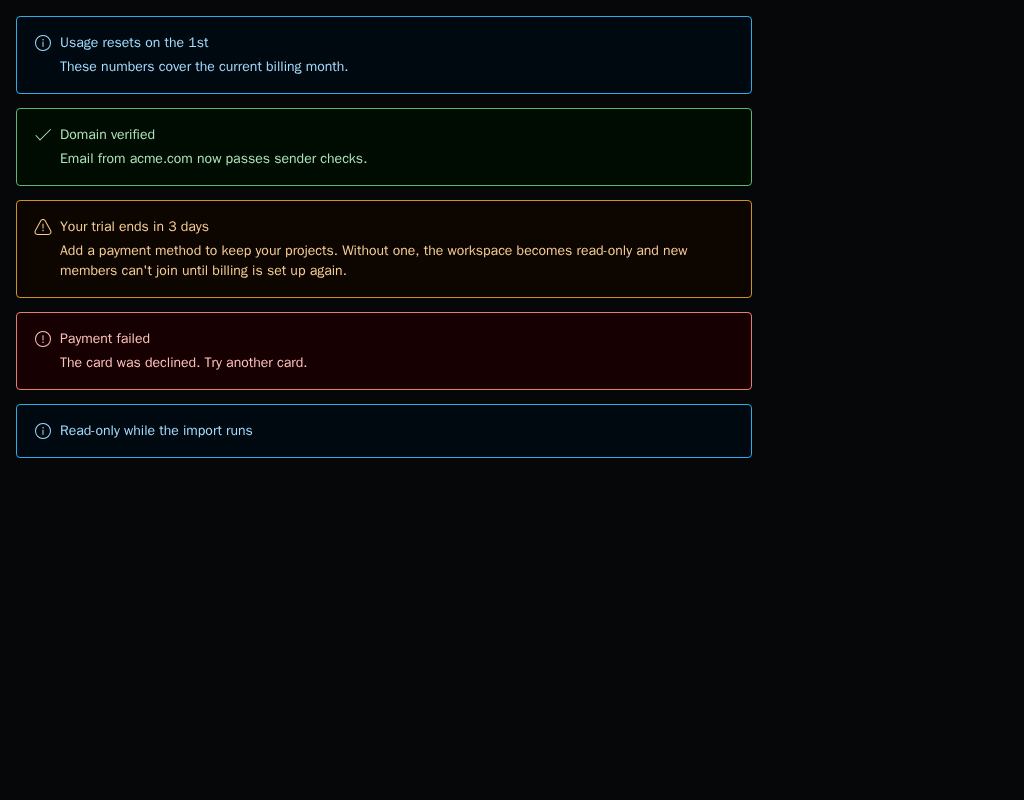 Usage resets on the 1st
These numbers cover the current billing month.
Domain verified
Email from acme.com now passes sender checks.
Your trial ends in 3 days
Add a payment method to keep your projects. Without one, the workspace becomes read-only and new
members can't join until billing is set up again.
Payment failed
The card was declined. Try another card.
Read-only while the import runs